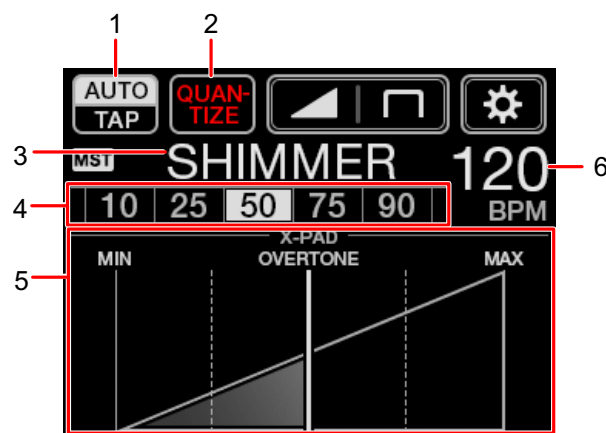 1
2
AUTO
TAP
QUAN-
TIZE
3
MST
SHIMMER
120
6
4
10 25 50 75 90
BPM
5
X-PAD
MIN
OVERTONE
MAX